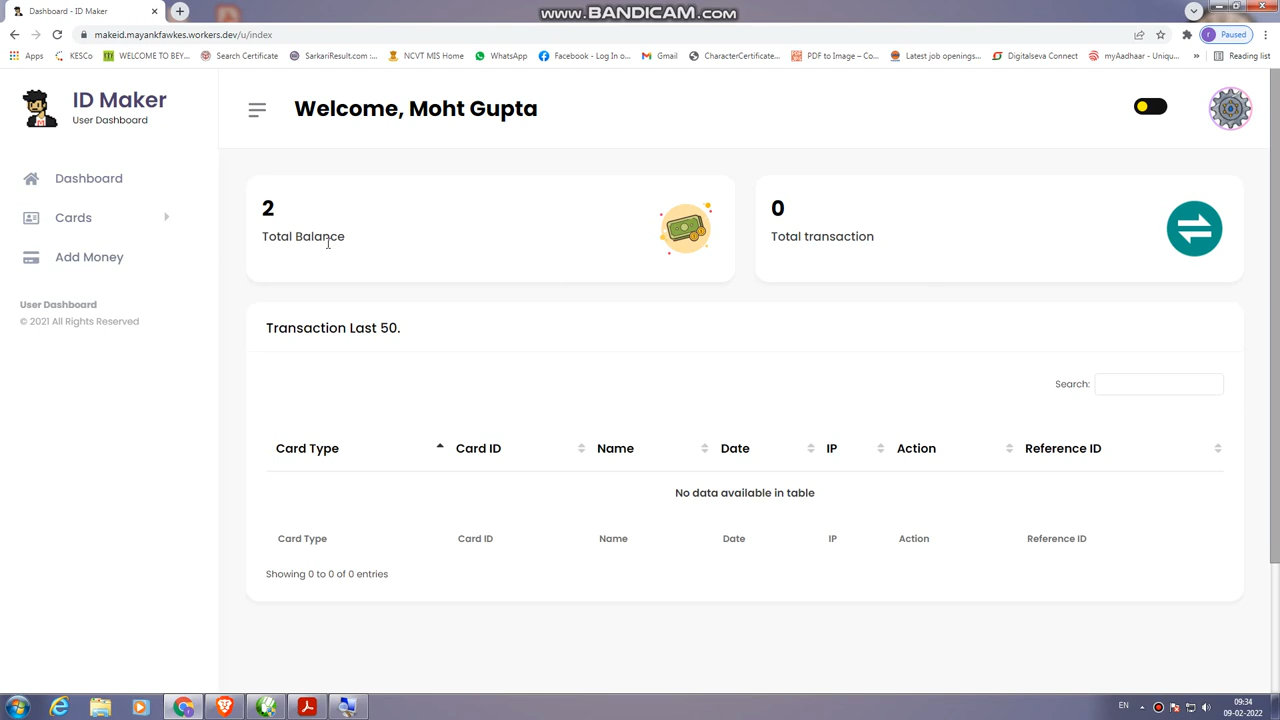 Dashboard - ID Maker
www.BANDICAM.com
makeid.mayankfawkes.workers.dev/u/index
Paused
Apps KESCo WELCOME TO BEY... Search Certificate SarkariResult.com :... NCVT MIS Home WhatsApp Facebook - Log In o... Gmail CharacterCertificate... PDF to Image – Co... Latest job openings... Digitalseva Connect myAadhaar - Uniqu... » Reading list
ID Maker
User Dashboard
Welcome, Moht Gupta
Dashboard
Cards
Add Money
User Dashboard
© 2021 All Rights Reserved
2
Total Balance
0
Total transaction
Transaction Last 50.
Search:
Card Type Card ID Name Date IP Action Reference ID
No data available in table
Card Type Card ID Name Date IP Action Reference ID
Showing 0 to 0 of 0 entries
EN
09:34
09-02-2022